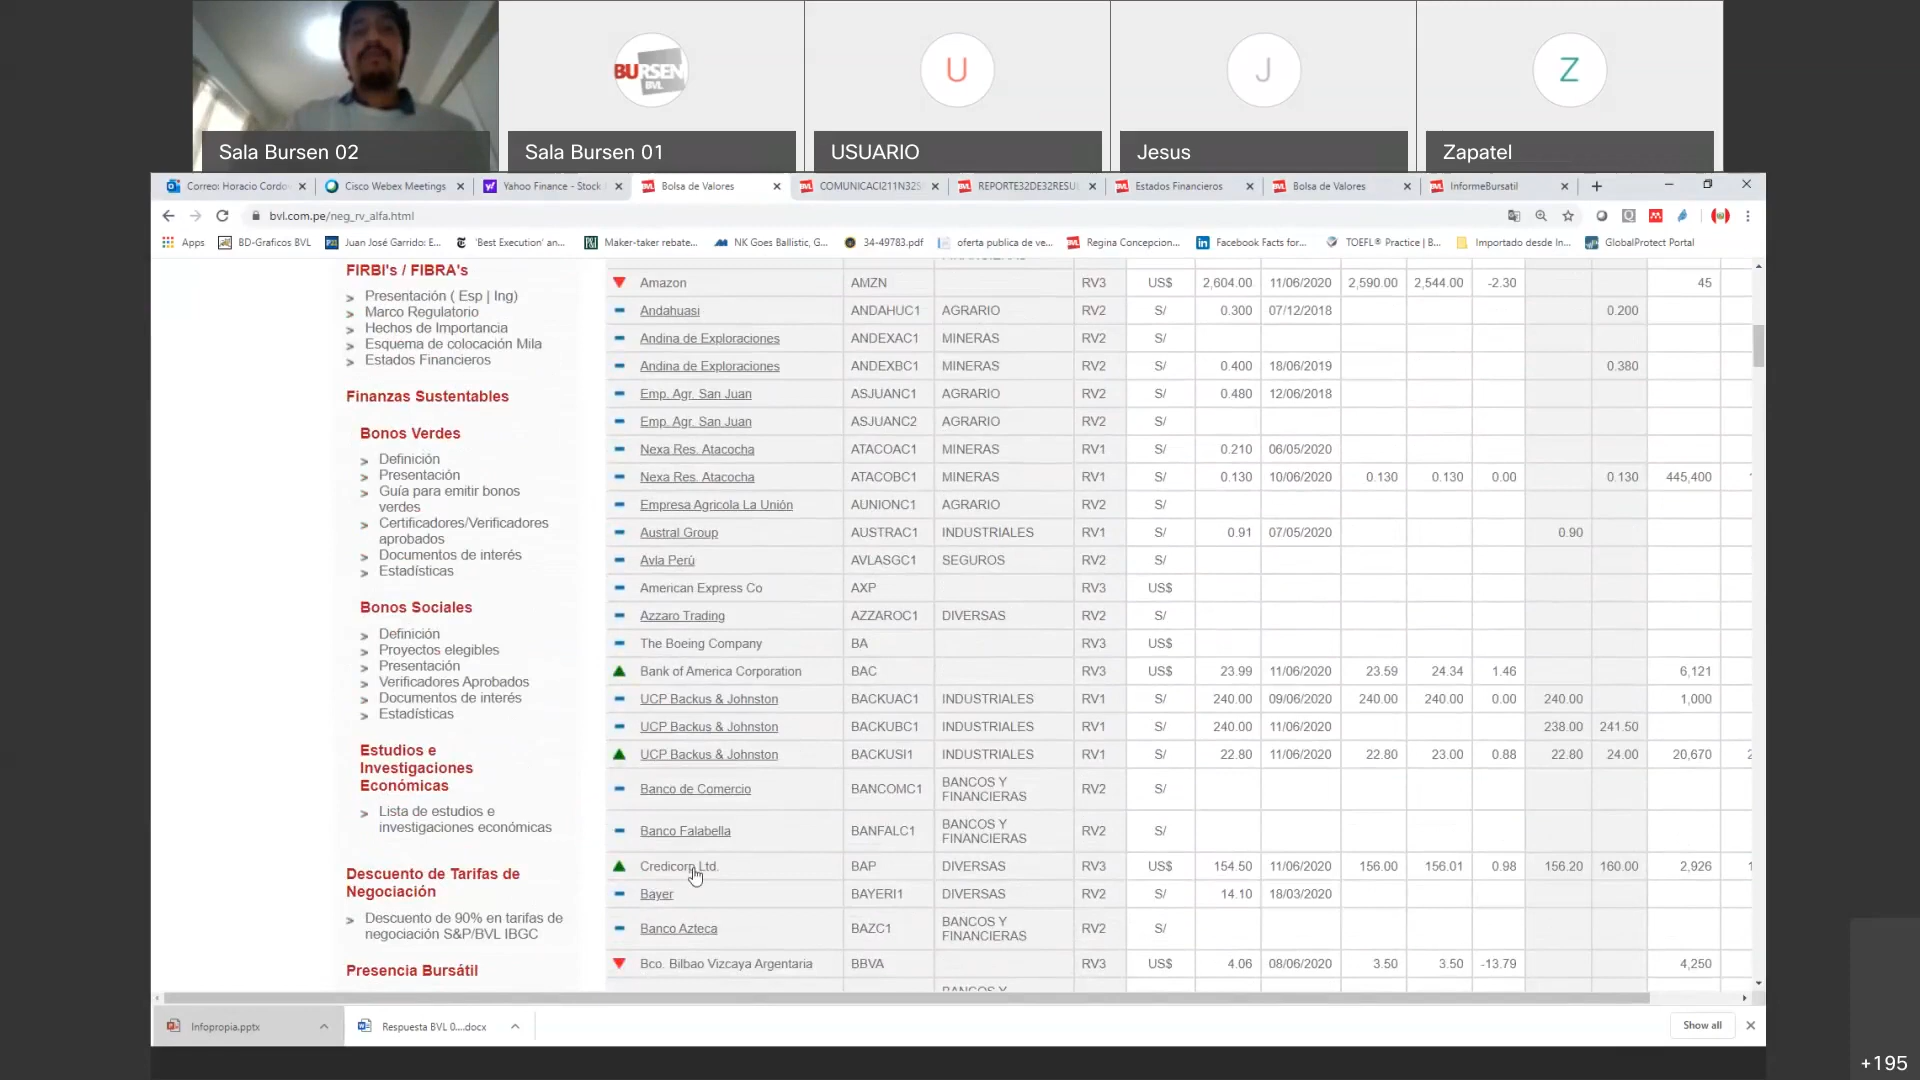 BURSEN
BVL
U
J
Z
Sala Bursen 02
Sala Bursen 01
USUARIO
Jesus
Zapatel
Correo: Horacio Cordo
Cisco Webex Meetings
Yahoo Finance - Stock
Bolsa de Valores
COMUNICACI211N32S
REPORTE32DE32RESU
Estados Financieros
Bolsa de Valores
InformeBursatil
bvl.com.pe/neg_rv_alfa.html
Apps
BD-Graficos BVL
Juan José Garrido: E...
'Best Execution' an...
Maker-taker rebate...
NK Goes Ballistic, G...
34-49783.pdf
oferta publica de ve...
Regina Concepcion...
Facebook Facts for...
TOEFL® Practice | B...
Importado desde In...
GlobalProtect Portal
FIRBI's / FIBRA's
Presentación ( Esp | Ing)
Marco Regulatorio
Hechos de Importancia
Esquema de colocación Mila
Estados Financieros
Finanzas Sustentables
Bonos Verdes
Definición
Presentación
Guía para emitir bonos
verdes
Certificadores/Verificadores
aprobados
Documentos de interés
Estadísticas
Bonos Sociales
Definición
Proyectos elegibles
Presentación
Verificadores Aprobados
Documentos de interés
Estadísticas
Estudios e
Investigaciones
Económicas
Lista de estudios e
investigaciones económicas
Descuento de Tarifas de
Negociación
Descuento de 90% en tarifas de
negociación S&P/BVL IBGC
Presencia Bursátil
Amazon AMZN RV3 US$ 2,604.00 11/06/2020 2,590.00 2,544.00 -2.30 45
Andahuasi ANDAHUC1 AGRARIO RV2 S/ 0.300 07/12/2018 0.200
Andina de Exploraciones ANDEXAC1 MINERAS RV2 S/
Andina de Exploraciones ANDEXBC1 MINERAS RV2 S/ 0.400 18/06/2019 0.380
Emp. Agr. San Juan ASJUANC1 AGRARIO RV2 S/ 0.480 12/06/2018
Emp. Agr. San Juan ASJUANC2 AGRARIO RV2 S/
Nexa Res. Atacocha ATACOAC1 MINERAS RV1 S/ 0.210 06/05/2020
Nexa Res. Atacocha ATACOBC1 MINERAS RV1 S/ 0.130 10/06/2020 0.130 0.130 0.00 0.130 445,400
Empresa Agricola La Unión AUNIONC1 AGRARIO RV2 S/
Austral Group AUSTRAC1 INDUSTRIALES RV1 S/ 0.91 07/05/2020 0.90
Avla Perú AVLASGC1 SEGUROS RV2 S/
American Express Co AXP RV3 US$
Azzaro Trading AZZAROC1 DIVERSAS RV2 S/
The Boeing Company BA RV3 US$
Bank of America Corporation BAC RV3 US$ 23.99 11/06/2020 23.59 24.34 1.46 6,121
UCP Backus & Johnston BACKUAC1 INDUSTRIALES RV1 S/ 240.00 09/06/2020 240.00 240.00 0.00 240.00 1,000
UCP Backus & Johnston BACKUBC1 INDUSTRIALES RV1 S/ 240.00 11/06/2020 238.00 241.50
UCP Backus & Johnston BACKUSI1 INDUSTRIALES RV1 S/ 22.80 11/06/2020 22.80 23.00 0.88 22.80 24.00 20,670
Banco de Comercio BANCOMC1 BANCOS Y FINANCIERAS RV2 S/
Banco Falabella BANFALC1 BANCOS Y FINANCIERAS RV2 S/
Credicorp Ltd. BAP DIVERSAS RV3 US$ 154.50 11/06/2020 156.00 156.01 0.98 156.20 160.00 2,926
Bayer BAYERI1 DIVERSAS RV2 S/ 14.10 18/03/2020
Banco Azteca BAZC1 BANCOS Y FINANCIERAS RV2 S/
Bco. Bilbao Vizcaya Argentaria BBVA RV3 US$ 4.06 08/06/2020 3.50 3.50 -13.79 4,250
Infopropia.pptx
Respuesta BVL 0....docx
Show all
+195